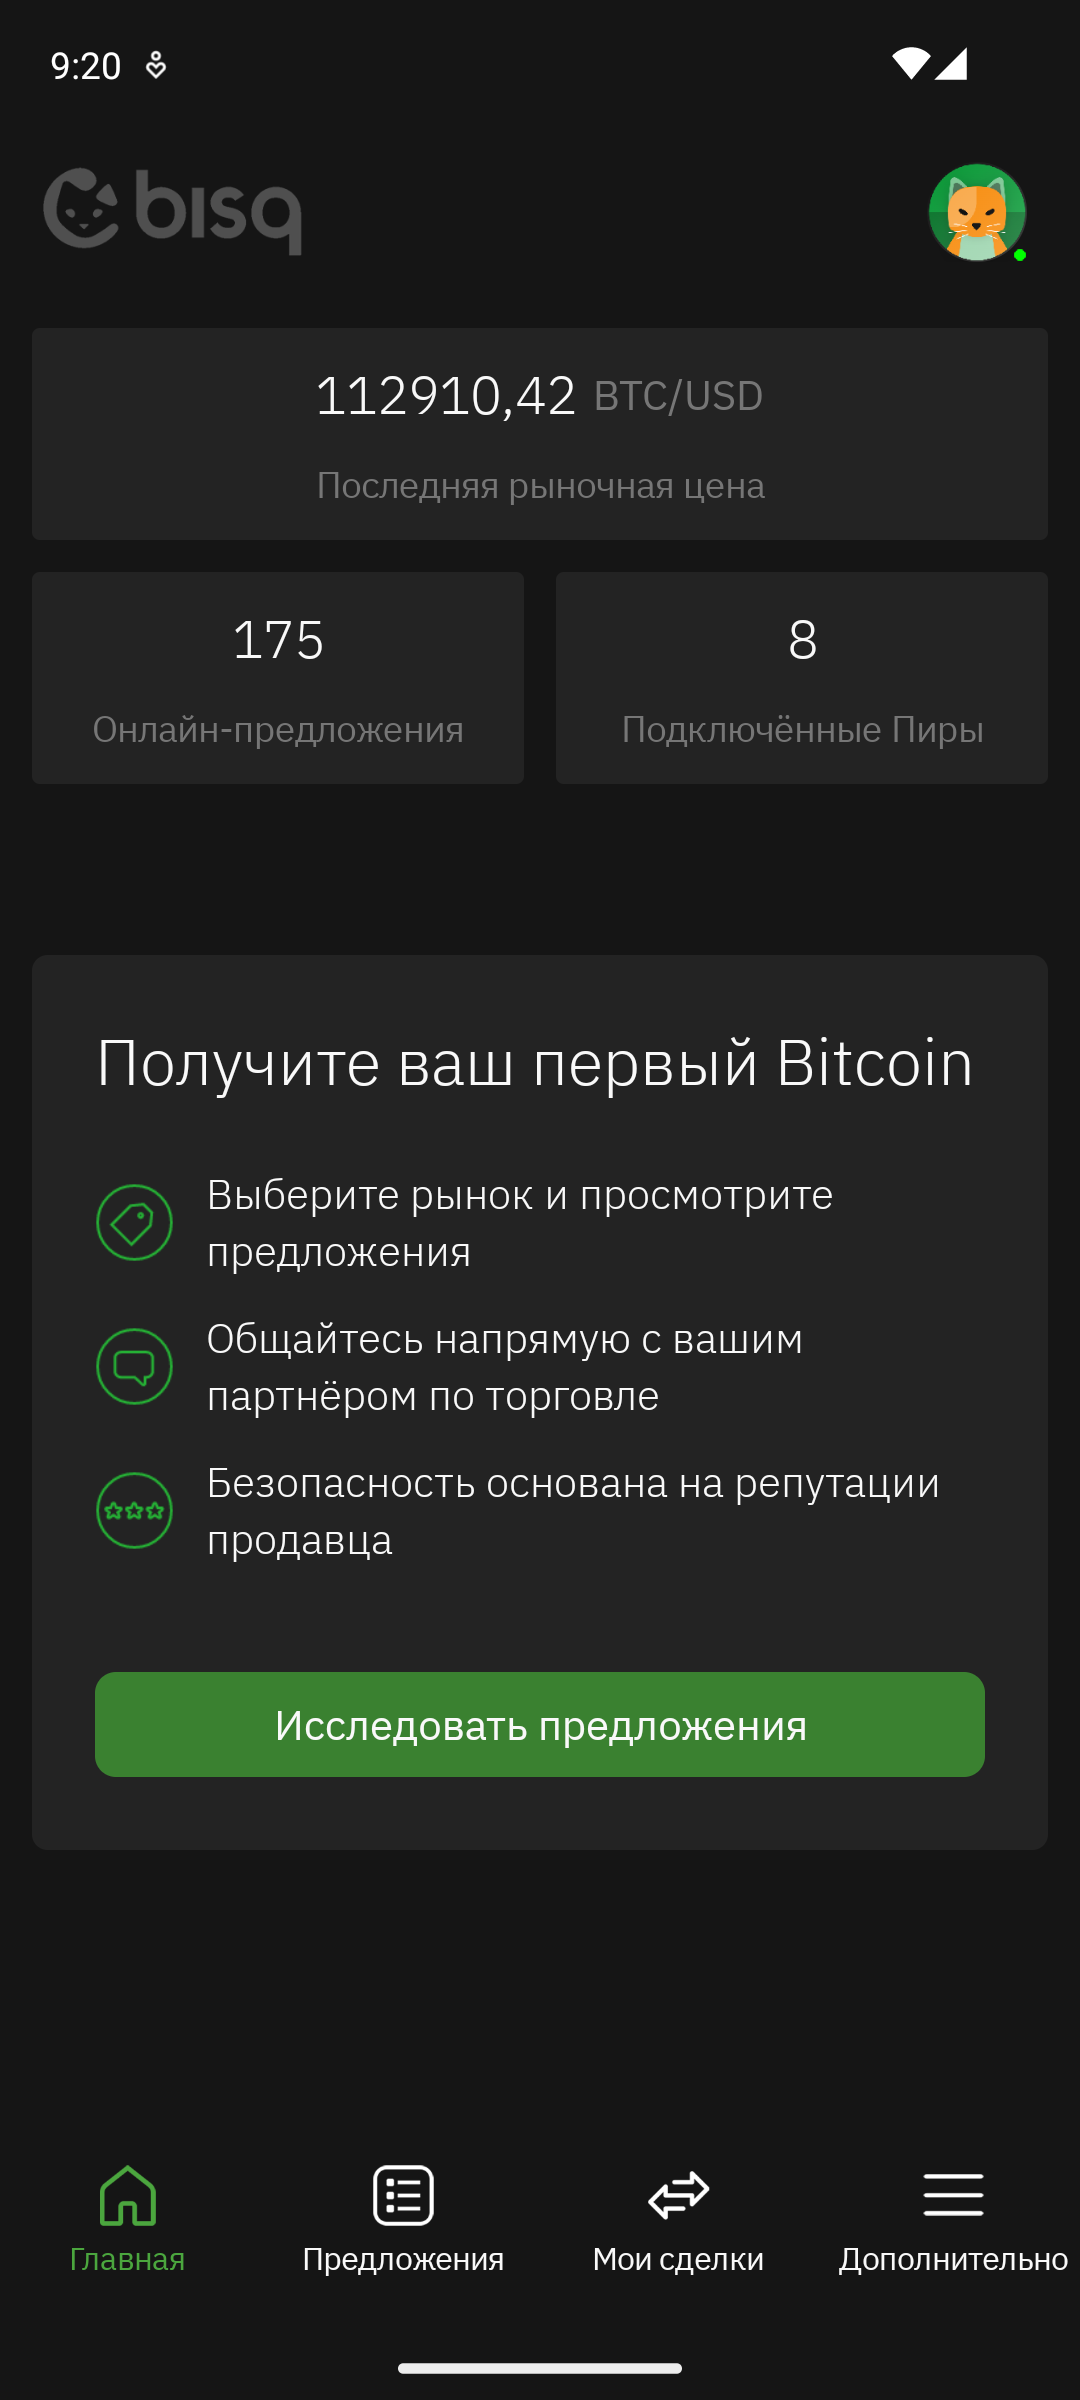 9:20
bisq
112910,42 BTC/USD
Последняя рыночная цена
175
Онлайн-предложения
8
Подключённые Пиры
Получите ваш первый Bitcoin
Выберите рынок и просмотрите
предложения
Общайтесь напрямую с вашим
партнёром по торговле
Безопасность основана на репутации
продавца
Исследовать предложения
Главная
Предложения
Мои сделки
Дополнительно